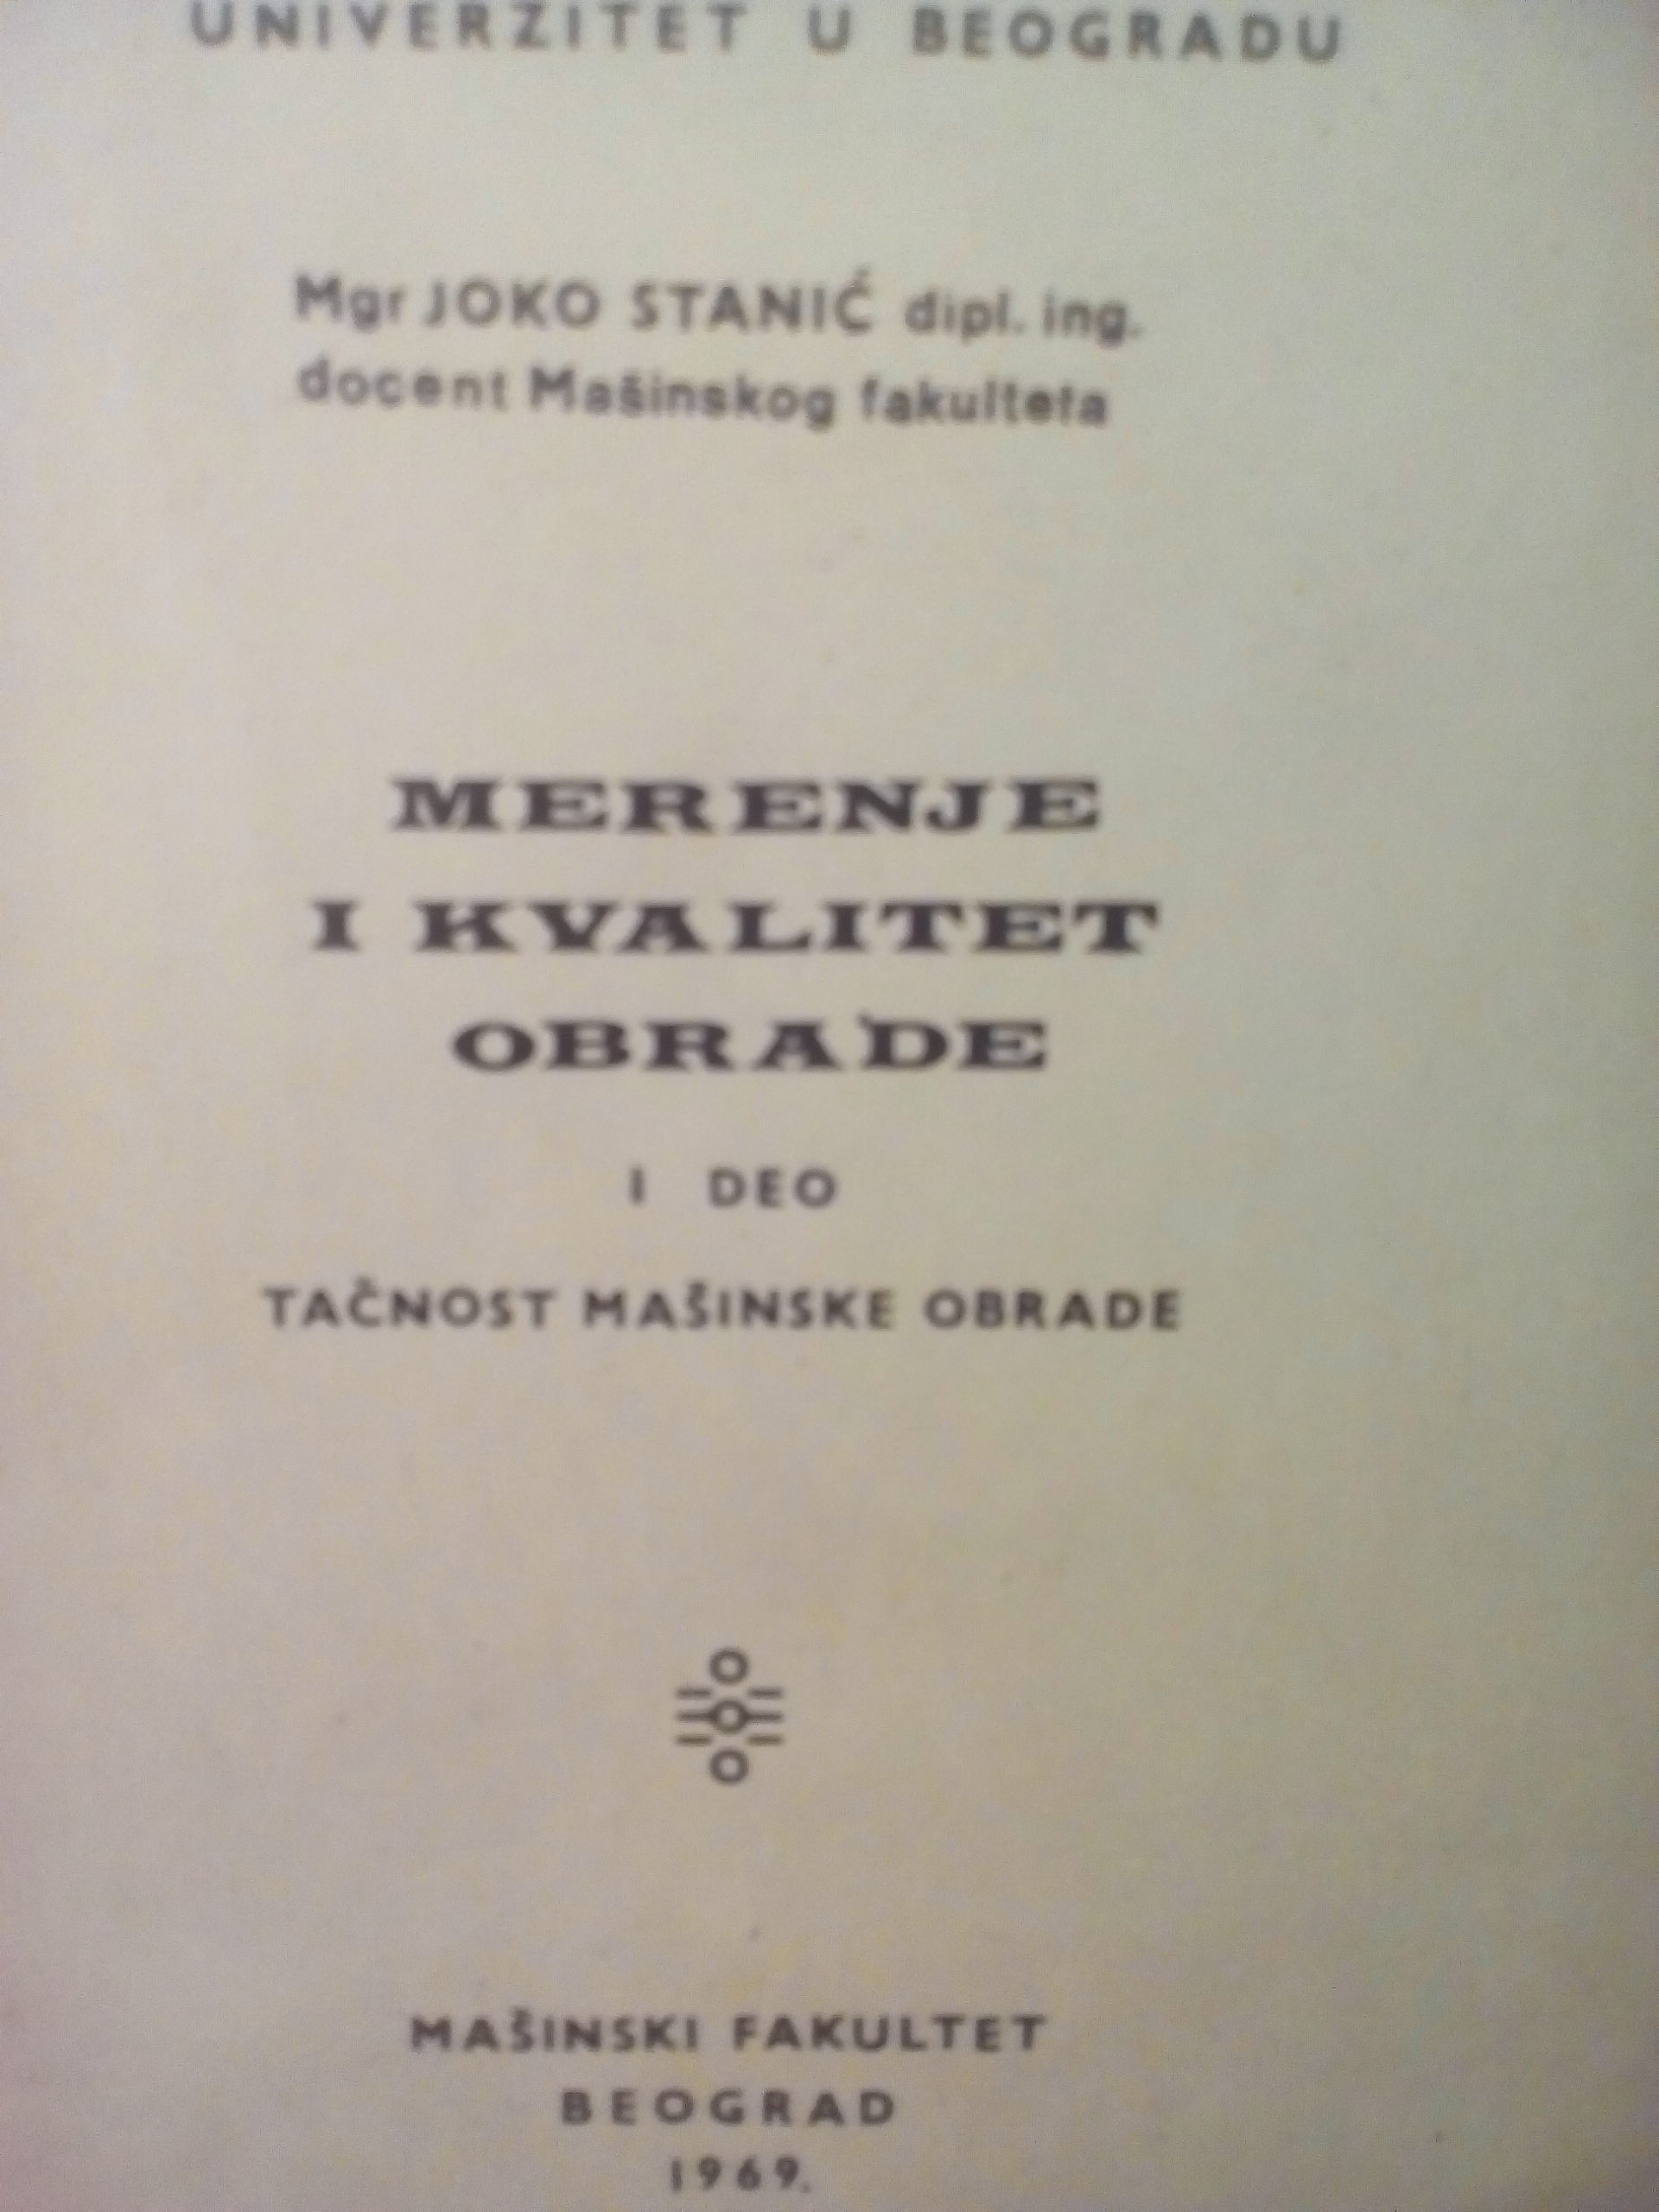 UNIVERZITET U BEOGRADU
Mgr JOKO STANIĆ dipl. ing.
docent Mašinskog fakulteta
MERENJE
I KVALITET
OBRADE
I DEO
TAČNOST MAŠINSKE OBRADE
MAŠINSKI FAKULTET
BEOGRAD
1969.